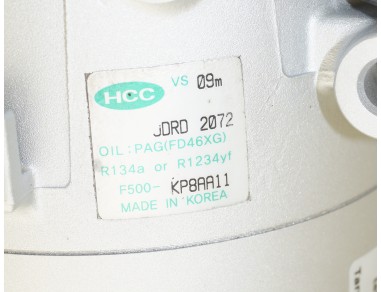 HCC VS 09m
JDRD 2072
OIL:PAG(FD46XG)
R134a or R1234yf
F500- KP8AA11
MADE IN KOREA